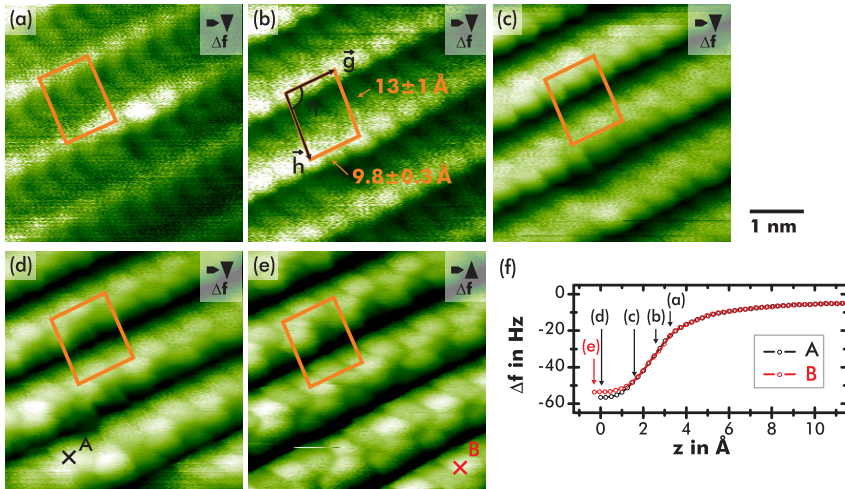 (a)
Δf
(b)
Δf
g
η
13±1 Å
h
9.8±0.3 Å
(c)
Δf
1 nm
(d)
Δf
A
(e)
Δf
B
(f)
0
-20
-40
-60
Δf in Hz
(a)
(b)
(c)
(d)
(e)
A
B
0 2 4 6 8 10
z in Å